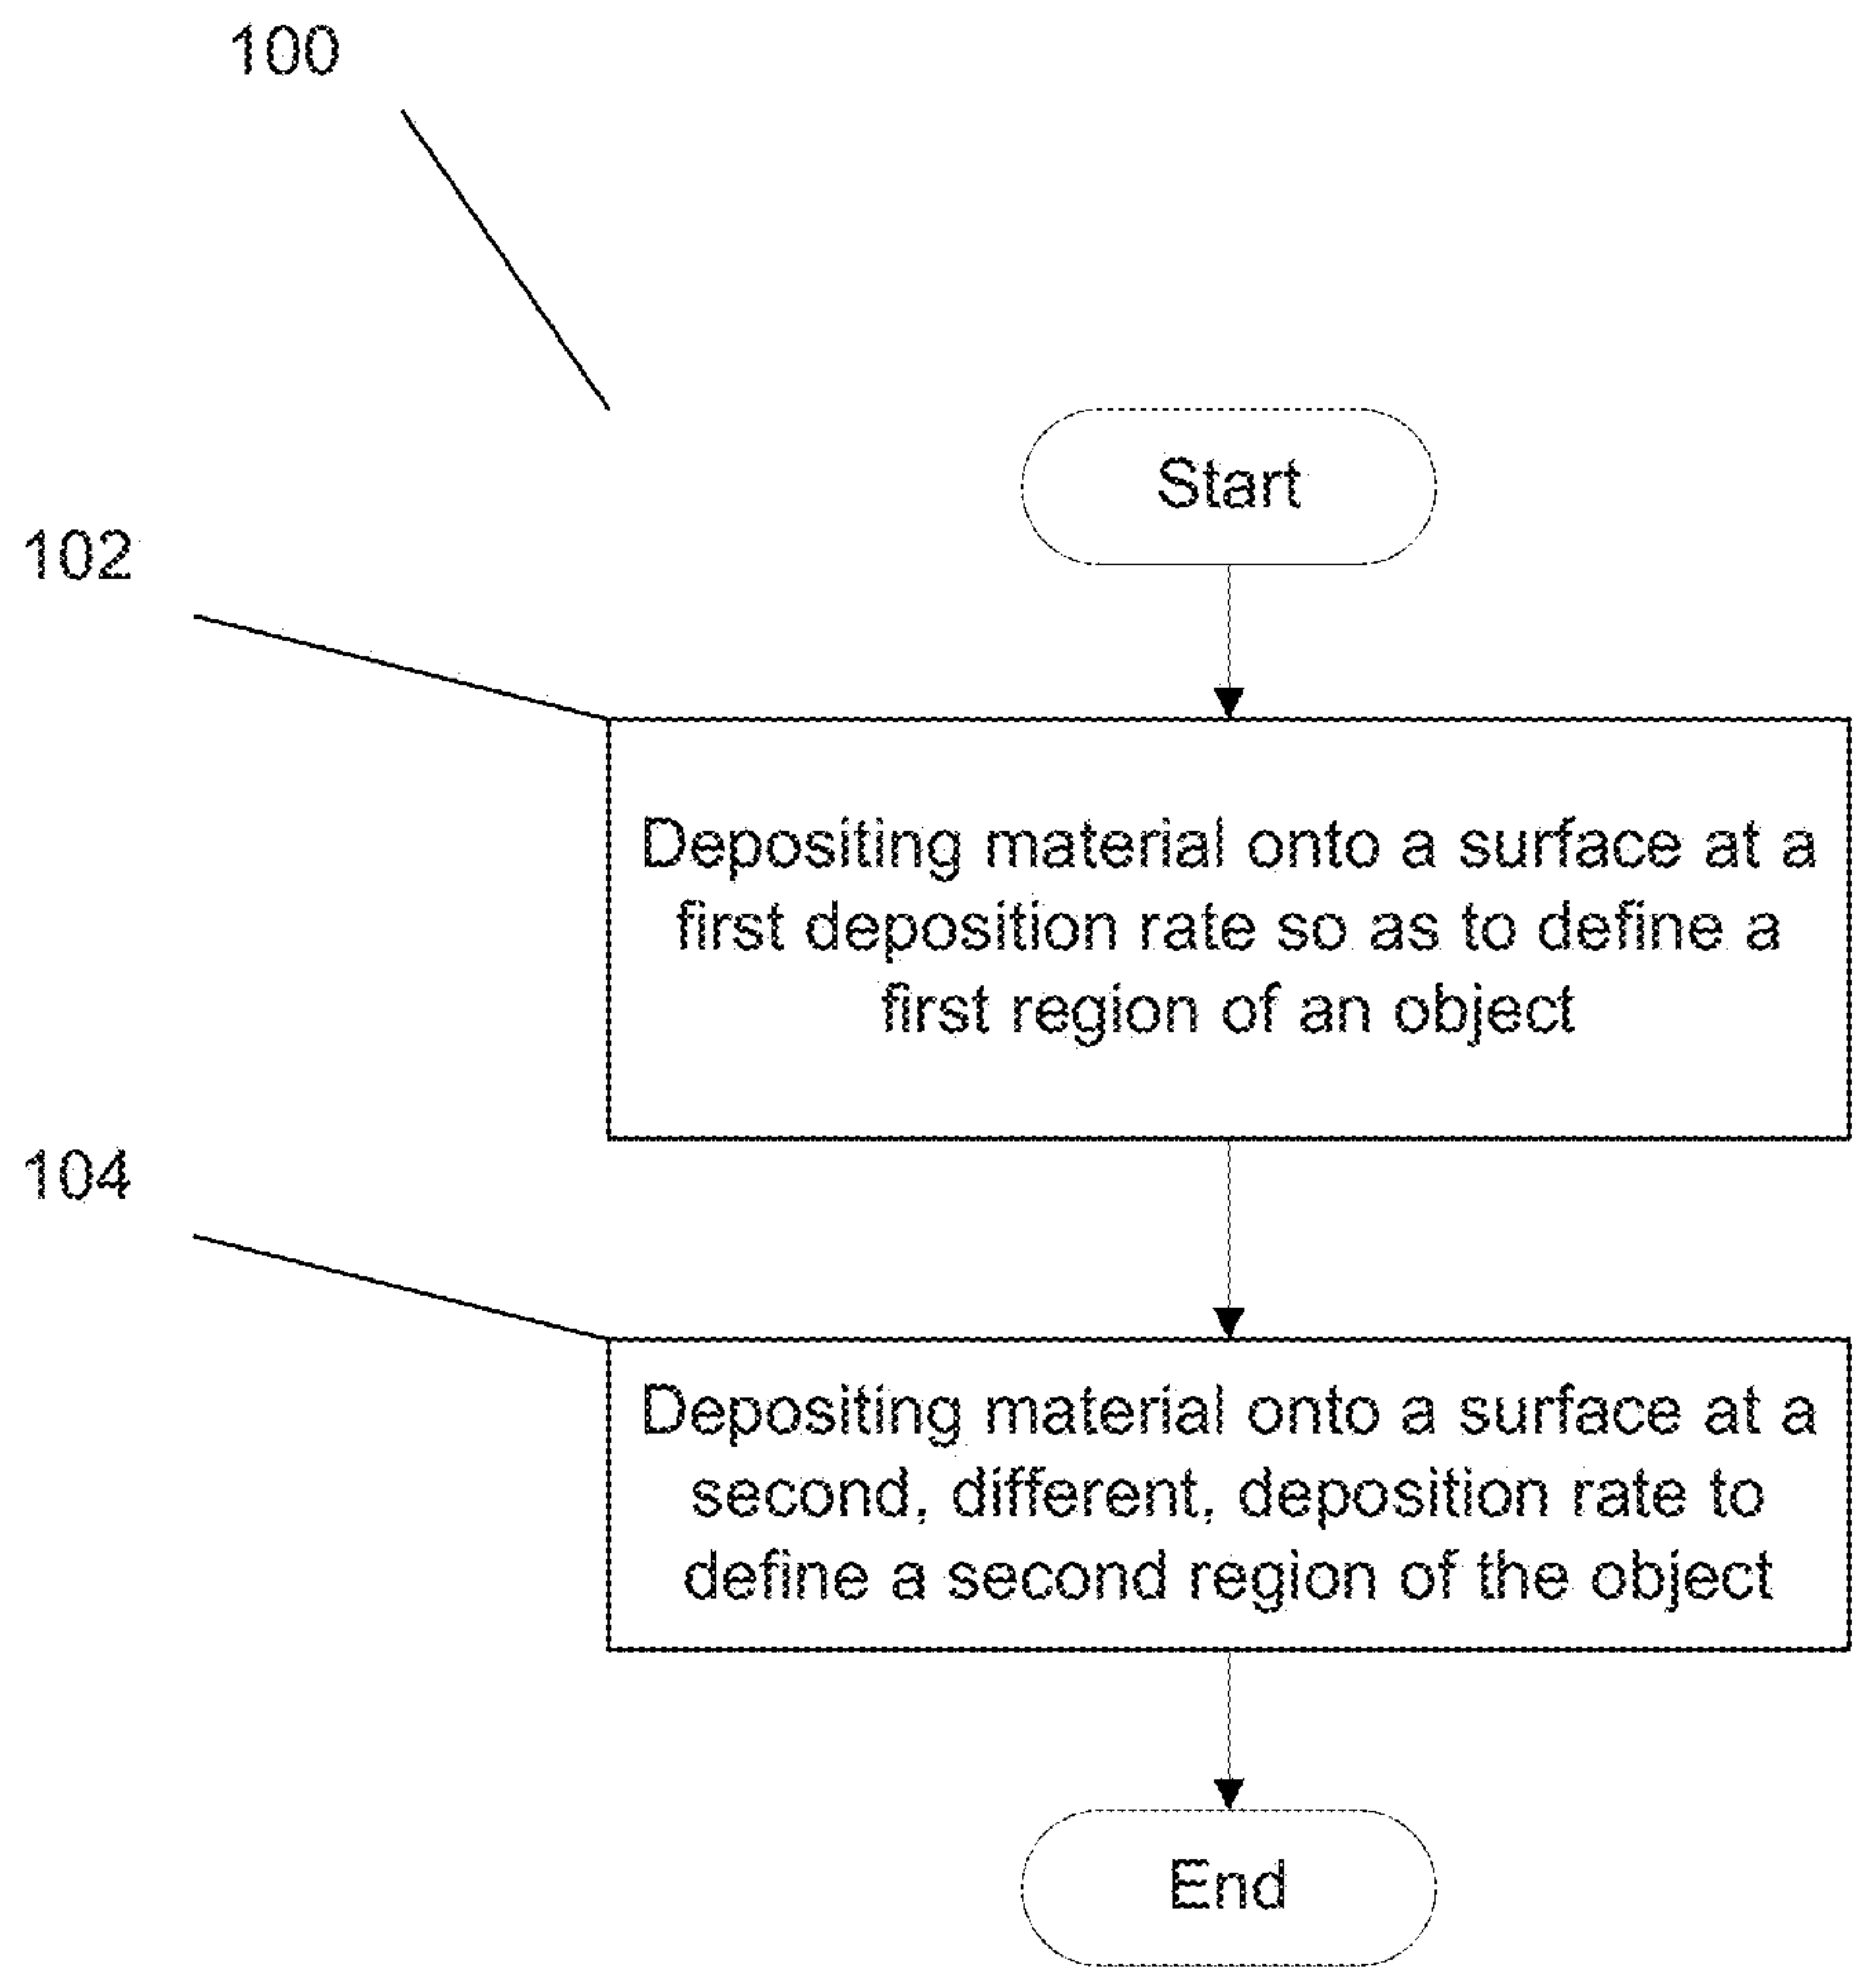 100
Start
102
Depositing material onto a surface at a
first deposition rate so as to define a
first region of an object
104
Depositing material onto a surface at a
second, different, deposition rate to
define a second region of the object
End